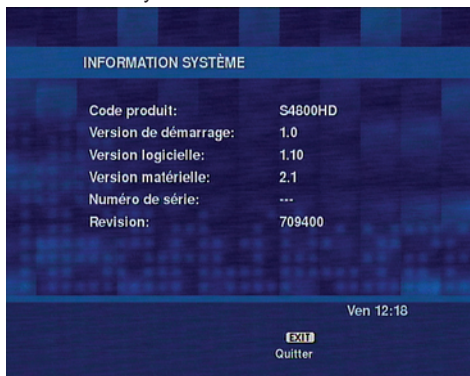 INFORMATION SYSTÈME
Code produit: S4800HD
Version de démarrage: 1.0
Version logicielle: 1.10
Version matérielle: 2.1
Numéro de série: ---
Revision: 709400
Ven 12:18
EXIT
Quitter